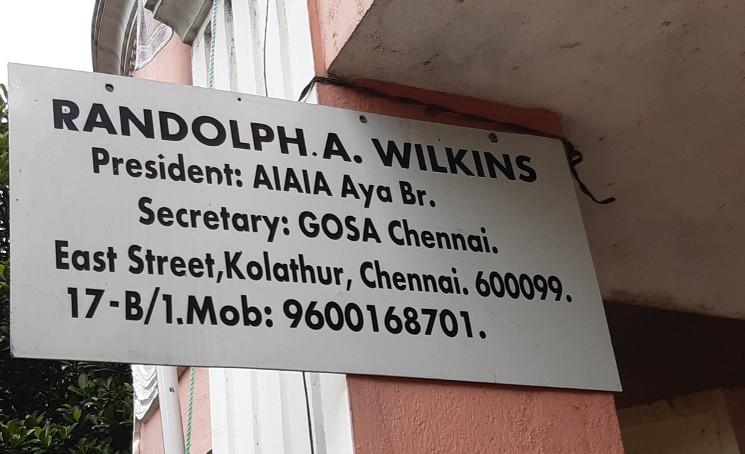 RANDOLPH.A. WILKINS
President: AIAIA Aya Br.
Secretary: GOSA Chennai.
East Street,Kolathur, Chennai. 600099.
17-B/1.Mob: 9600168701.